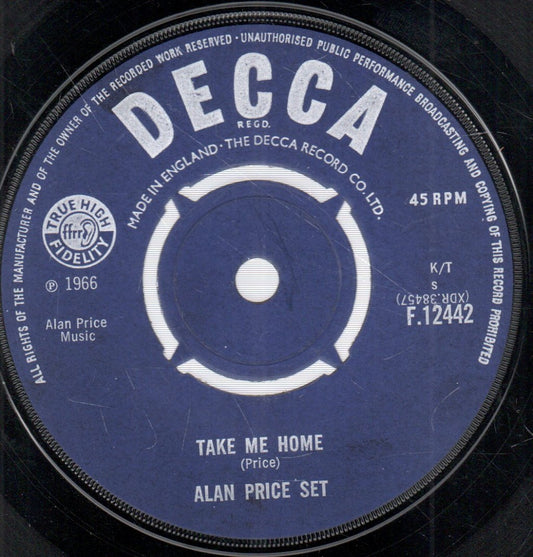 ALL RIGHTS OF THE MANUFACTURER AND OF THE OWNER OF THE RECORDED WORK RESERVED · UNAUTHORISED PUBLIC PERFORMANCE BROADCASTING AND COPYING OF THIS RECORD PROHIBITED
DECCA
REGD.
MADE IN ENGLAND · THE DECCA RECORD CO. LTD.
TRUE HIGH
ffrr
FIDELITY
45 RPM
℗ 1966
K/T
s
(XDR.38457)
F.12442
Alan Price
Music
TAKE ME HOME
(Price)
ALAN PRICE SET